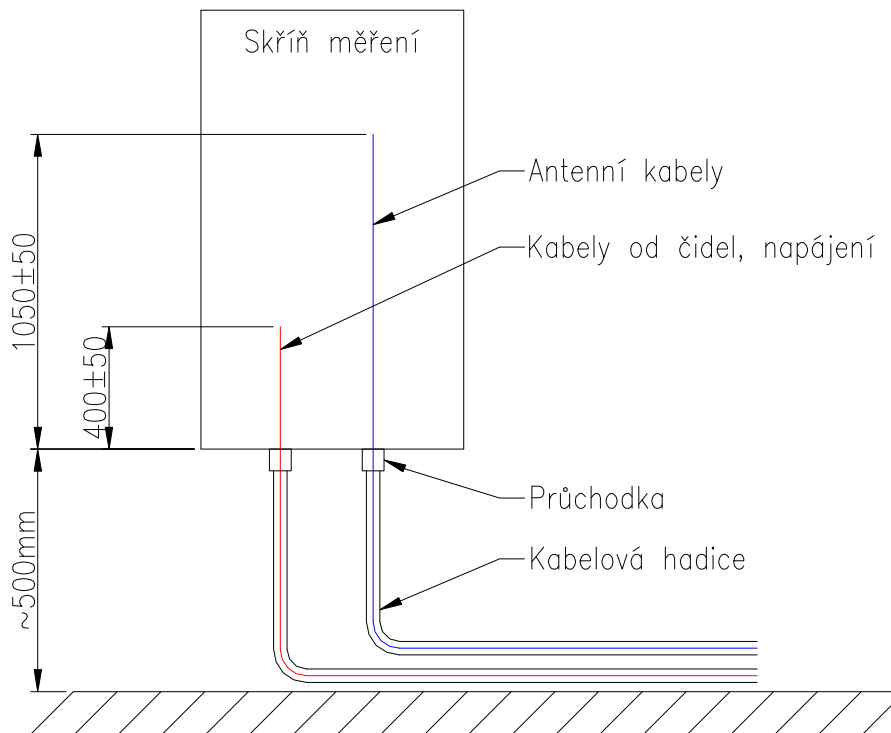 Skříň měření
Antenní kabely
Kabely od čidel, napájení
1050±50
400±50
Průchodka
Kabelová hadice
~500mm